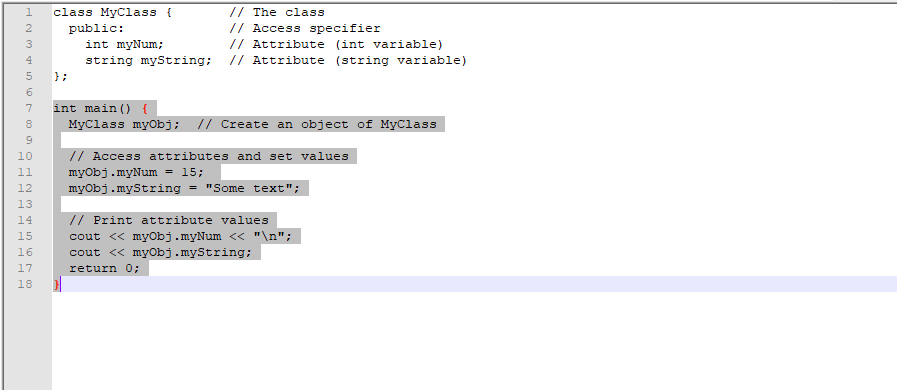 1 class MyClass {       // The class
2   public:             // Access specifier
3     int myNum;        // Attribute (int variable)
4     string myString;  // Attribute (string variable)
5 };
6
7 int main() {
8   MyClass myObj;  // Create an object of MyClass
9
10   // Access attributes and set values
11   myObj.myNum = 15;
12   myObj.myString = "Some text";
13
14   // Print attribute values
15   cout << myObj.myNum << "\n";
16   cout << myObj.myString;
17   return 0;
18 }